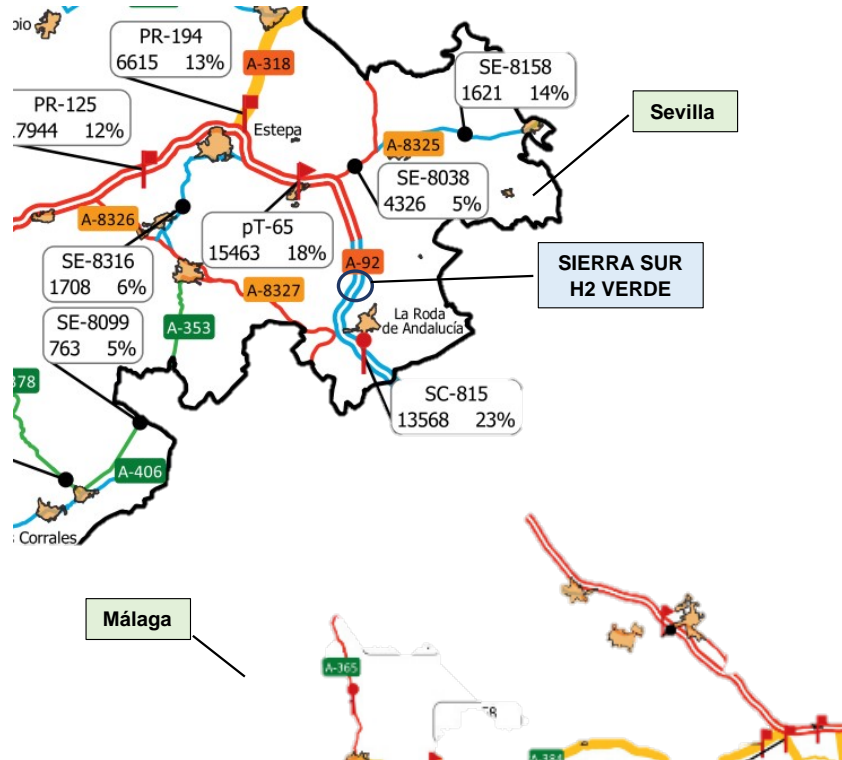 PR-194
6615 13%
A-318
SE-8158
1621 14%
Sevilla
PR-125
17944 12%
Estepa
A-8325
SE-8038
4326 5%
A-8326
pT-65
15463 18%
SE-8316
1708 6%
A-92
SIERRA SUR
H2 VERDE
A-8327
La Roda
de Andalucía
A-353
SE-8099
763 5%
378
SC-815
13568 23%
A-406
Corrales
Málaga
A-365
A-384